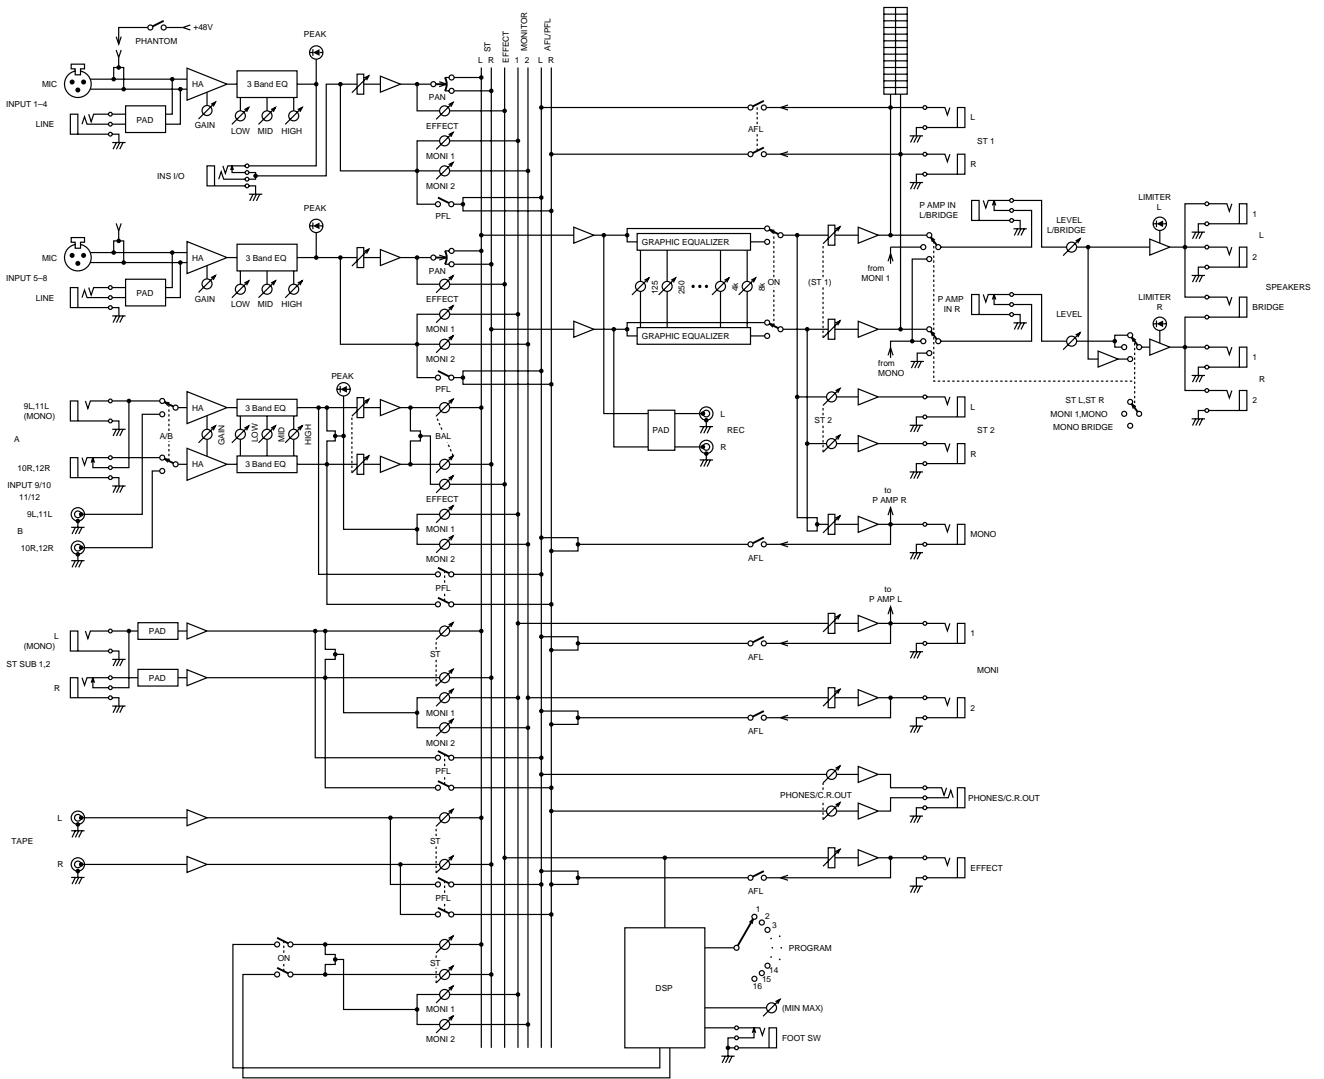 +48V
PHANTOM
PEAK
MIC
HA
3 Band EQ
INPUT 1–4
LINE
PAD
GAIN
LOW
MID
HIGH
INS I/O
PAN
EFFECT
MONI 1
MONI 2
PFL
ST
EFFECT
MONITOR
AFL/PFL
L
R
1
2
L
R
AFL
L
ST 1
R
PEAK
MIC
HA
3 Band EQ
INPUT 5–8
LINE
PAD
GAIN
LOW
MID
HIGH
PAN
EFFECT
MONI 1
MONI 2
PFL
GRAPHIC EQUALIZER
125
250
4k
8k
ON
GRAPHIC EQUALIZER
(ST 1)
from
MONI 1
from
MONO
P AMP IN
L/BRIDGE
P AMP
IN R
LEVEL
L/BRIDGE
LEVEL
LIMITER
L
LIMITER
R
1
L
2
SPEAKERS
BRIDGE
1
R
2
ST L,ST R
MONI 1,MONO
MONO BRIDGE
PEAK
9L,11L
(MONO)
A
A/B
HA
3 Band EQ
GAIN
LOW
MID
HIGH
HA
3 Band EQ
10R,12R
INPUT 9/10
11/12
9L,11L
B
10R,12R
BAL
EFFECT
MONI 1
MONI 2
PFL
PAD
L
REC
R
ST 2
L
ST 2
R
to
P AMP R
MONO
AFL
L
(MONO)
PAD
ST SUB 1,2
R
PAD
ST
MONI 1
MONI 2
PFL
to
P AMP L
1
AFL
MONI
2
AFL
PHONES/C.R.OUT
PHONES/C.R.OUT
L
TAPE
R
ST
PFL
EFFECT
AFL
ON
ST
MONI 1
MONI 2
DSP
1
2
3
PROGRAM
14
15
16
(MIN MAX)
FOOT SW